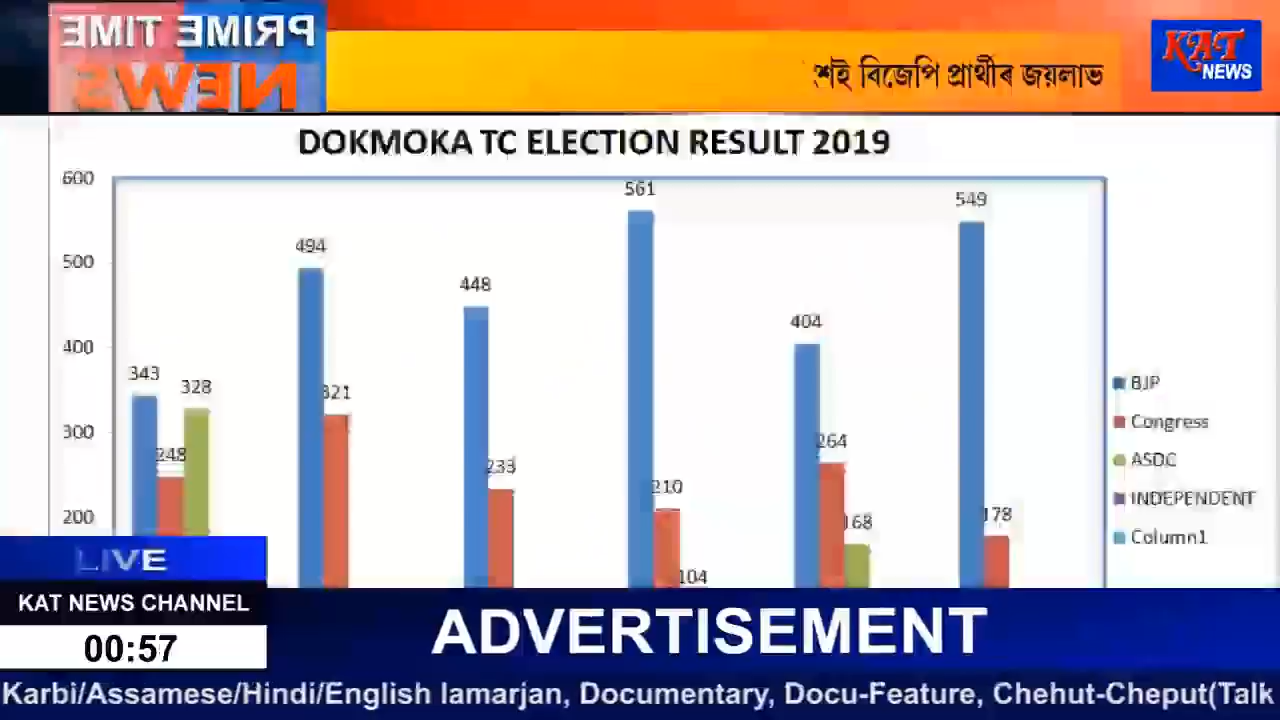 PRIME TIME
NEWS
শই বিজেপি প্ৰাৰ্থীৰ জয়লাভ
KAT
NEWS
DOKMOKA TC ELECTION RESULT 2019
600
500
400
300
200
343
248
328
494
321
448
233
561
210
104
404
264
168
549
178
BJP
Congress
ASDC
INDEPENDENT
Column1
LIVE
KAT NEWS CHANNEL
00:57
ADVERTISEMENT
Karbi/Assamese/Hindi/English lamarjan, Documentary, Docu-Feature, Chehut-Cheput(Talk